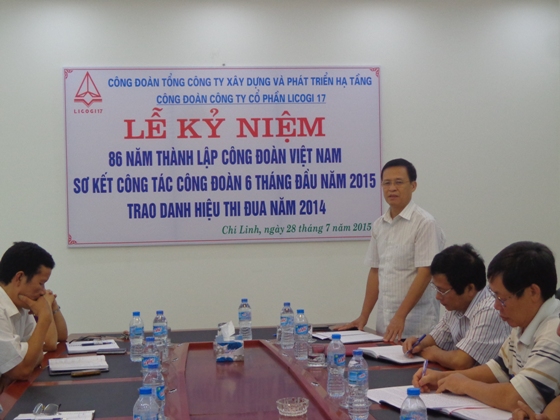 CÔNG ĐOÀN TỔNG CÔNG TY XÂY DỰNG VÀ PHÁT TRIỂN HẠ TẦNG
CÔNG ĐOÀN CÔNG TY CỔ PHẦN LICOGI 17
LICOGI 17
LỄ KỶ NIỆM
86 NĂM THÀNH LẬP CÔNG ĐOÀN VIỆT NAM
SƠ KẾT CÔNG TÁC CÔNG ĐOÀN 6 THÁNG ĐẦU NĂM 2015
TRAO DANH HIỆU THI ĐUA NĂM 2014
Chí Linh, ngày 28 tháng 7 năm 2015